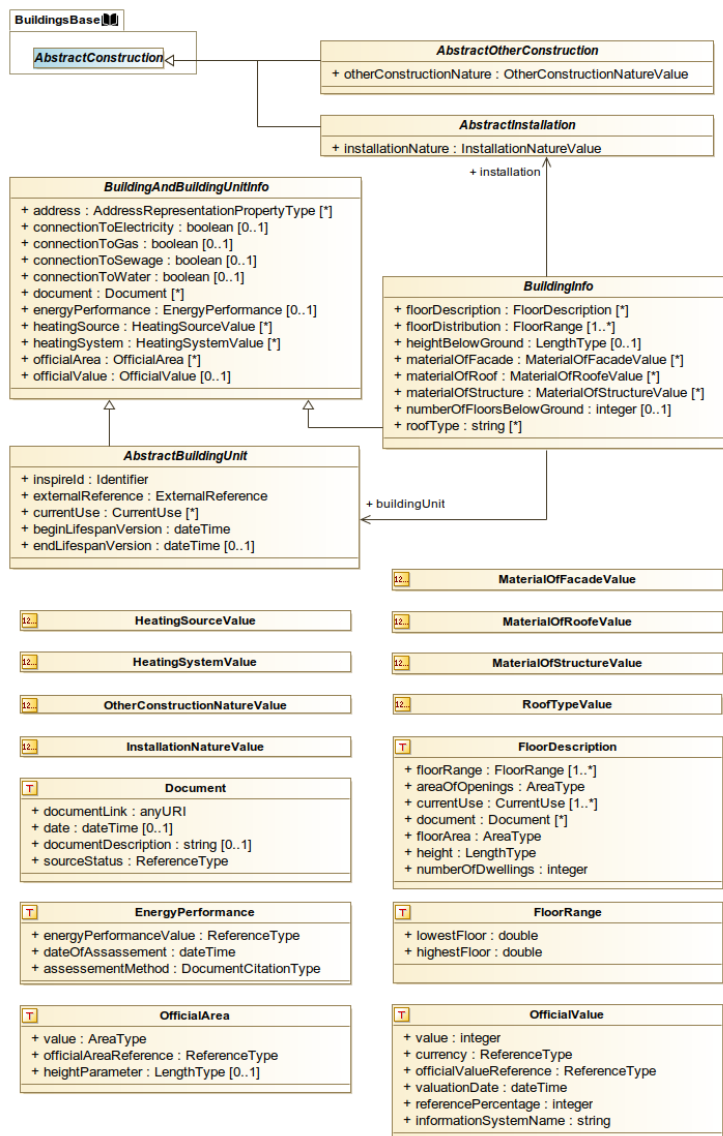 BuildingsBase
AbstractConstruction
AbstractOtherConstruction
+ otherConstructionNature : OtherConstructionNatureValue
AbstractInstallation
+ installationNature : InstallationNatureValue
+ installation
BuildingAndBuildingUnitInfo
+ address : AddressRepresentationPropertyType [*]
+ connectionToElectricity : boolean [0..1]
+ connectionToGas : boolean [0..1]
+ connectionToSewage : boolean [0..1]
+ connectionToWater : boolean [0..1]
+ document : Document [*]
+ energyPerformance : EnergyPerformance [0..1]
+ heatingSource : HeatingSourceValue [*]
+ heatingSystem : HeatingSystemValue [*]
+ officialArea : OfficialArea [*]
+ officialValue : OfficialValue [0..1]
BuildingInfo
+ floorDescription : FloorDescription [*]
+ floorDistribution : FloorRange [1..*]
+ heightBelowGround : LengthType [0..1]
+ materialOfFacade : MaterialOfFacadeValue [*]
+ materialOfRoof : MaterialOfRoofeValue [*]
+ materialOfStructure : MaterialOfStructureValue [*]
+ numberOfFloorsBelowGround : integer [0..1]
+ roofType : string [*]
AbstractBuildingUnit
+ inspireId : Identifier
+ externalReference : ExternalReference
+ currentUse : CurrentUse [*]
+ beginLifespanVersion : dateTime
+ endLifespanVersion : dateTime [0..1]
+ buildingUnit
12... HeatingSourceValue
12... HeatingSystemValue
12... OtherConstructionNatureValue
12... InstallationNatureValue
T Document
+ documentLink : anyURI
+ date : dateTime [0..1]
+ documentDescription : string [0..1]
+ sourceStatus : ReferenceType
T EnergyPerformance
+ energyPerformanceValue : ReferenceType
+ dateOfAssassement : dateTime
+ assessementMethod : DocumentCitationType
T OfficialArea
+ value : AreaType
+ officialAreaReference : ReferenceType
+ heightParameter : LengthType [0..1]
12... MaterialOfFacadeValue
12... MaterialOfRoofeValue
12... MaterialOfStructureValue
12... RoofTypeValue
T FloorDescription
+ floorRange : FloorRange [1..*]
+ areaOfOpenings : AreaType
+ currentUse : CurrentUse [1..*]
+ document : Document [*]
+ floorArea : AreaType
+ height : LengthType
+ numberOfDwellings : integer
T FloorRange
+ lowestFloor : double
+ highestFloor : double
T OfficialValue
+ value : integer
+ currency : ReferenceType
+ officialValueReference : ReferenceType
+ valuationDate : dateTime
+ referencePercentage : integer
+ informationSystemName : string